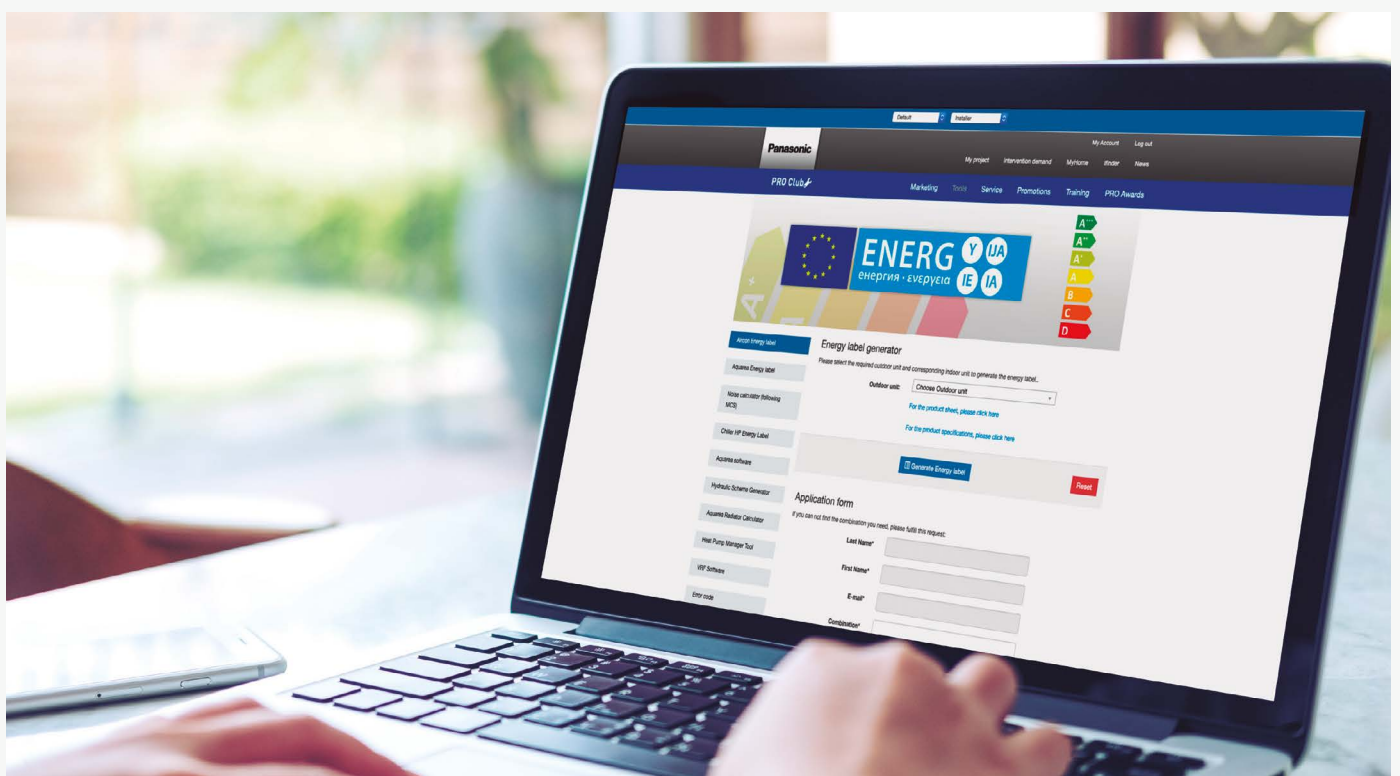 Default
Installer
My Account
Log out
Panasonic
My project
Intervention demand
MyHome
Ifinder
News
PRO Club
Marketing
Tools
Service
Promotions
Training
PRO Awards
ENERG Y IJA
енергия · ενεργεια IE IA
A+++
A++
A+
A
B
C
D
A+
Aircon Energy label
Aquarea Energy label
Noise calculator (following
MCS)
Chiller HP Energy Label
Aquarea software
Hydraulic Scheme Generator
Aquarea Radiator Calculator
Heat Pump Manager Tool
VRF Software
Error code
Energy label generator
Please select the required outdoor unit and corresponding indoor unit to generate the energy label..
Outdoor unit: Choose Outdoor unit
For the product sheet, please click here
For the product specifications, please click here
Generate Energy label
Reset
Application form
If you can not find the combination you need, please fulfill this request:
Last Name*
First Name*
E-mail*
Combination*